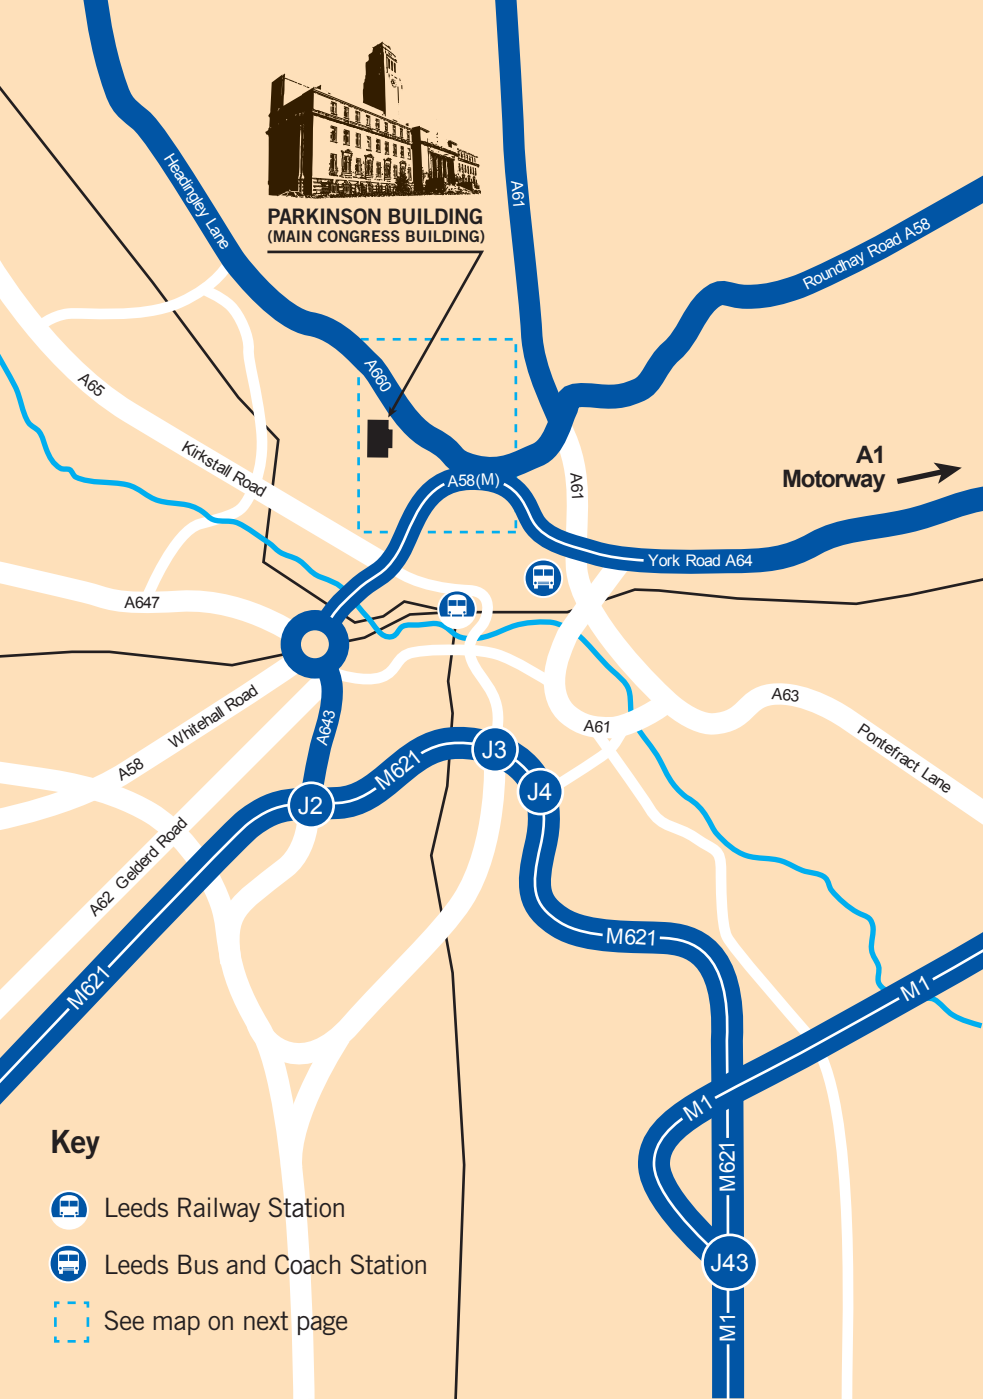 Headingley Lane
A61
PARKINSON BUILDING
(MAIN CONGRESS BUILDING)
Roundhay Road A58
A660
A65
Kirkstall Road
A58(M)
A61
A1
Motorway
York Road A64
A647
Whitehall Road
A58
A643
A61
A63
Pontefract Lane
J3
M621
J4
J2
A62 Gelderd Road
M621
M621
M1
M1
M621
J43
M1
Key
Leeds Railway Station
Leeds Bus and Coach Station
See map on next page